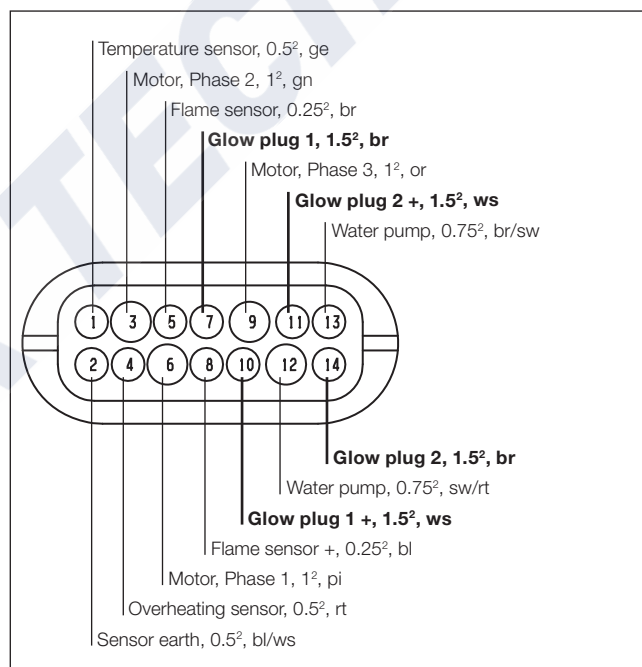 TECH
Temperature sensor, 0.5², ge
Motor, Phase 2, 1², gn
Flame sensor, 0.25², br
Glow plug 1, 1.5², br
Motor, Phase 3, 1², or
Glow plug 2 +, 1.5², ws
Water pump, 0.75², br/sw
1 3 5 7 9 11 13
2 4 6 8 10 12 14
Glow plug 2, 1.5², br
Water pump, 0.75², sw/rt
Glow plug 1 +, 1.5², ws
Flame sensor +, 0.25², bl
Motor, Phase 1, 1², pi
Overheating sensor, 0.5², rt
Sensor earth, 0.5², bl/ws